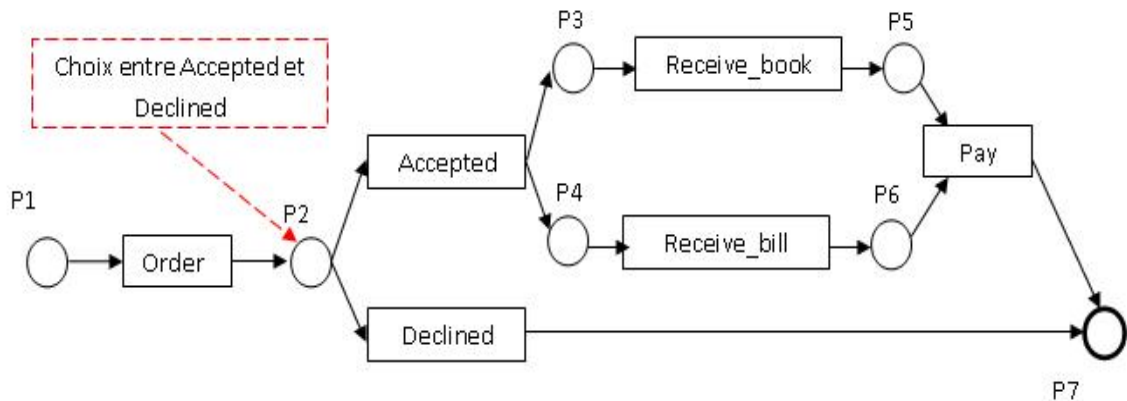 P3
P5
Choix entre Accepted et
Declined
Receive_book
Accepted
Pay
P1
P2
P4
P6
Order
Receive_bill
Declined
P7